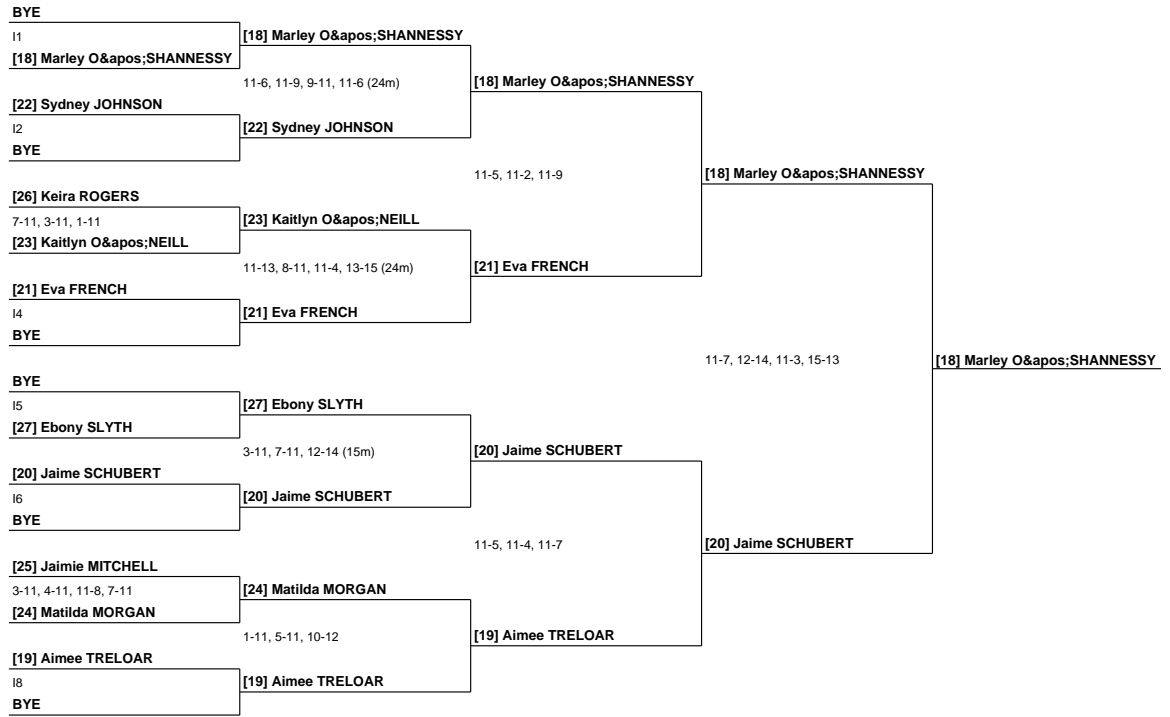 BYE
I1
[18] Marley O&apos;SHANNESSY
[18] Marley O&apos;SHANNESSY
11-6, 11-9, 9-11, 11-6 (24m)
[22] Sydney JOHNSON
I2
BYE
[22] Sydney JOHNSON
[18] Marley O&apos;SHANNESSY
11-5, 11-2, 11-9
[26] Keira ROGERS
7-11, 3-11, 1-11
[23] Kaitlyn O&apos;NEILL
[23] Kaitlyn O&apos;NEILL
11-13, 8-11, 11-4, 13-15 (24m)
[21] Eva FRENCH
I4
BYE
[21] Eva FRENCH
[21] Eva FRENCH
[18] Marley O&apos;SHANNESSY
11-7, 12-14, 11-3, 15-13
[18] Marley O&apos;SHANNESSY
BYE
I5
[27] Ebony SLYTH
[27] Ebony SLYTH
3-11, 7-11, 12-14 (15m)
[20] Jaime SCHUBERT
I6
BYE
[20] Jaime SCHUBERT
[20] Jaime SCHUBERT
11-5, 11-4, 11-7
[20] Jaime SCHUBERT
[25] Jaimie MITCHELL
3-11, 4-11, 11-8, 7-11
[24] Matilda MORGAN
[24] Matilda MORGAN
1-11, 5-11, 10-12
[19] Aimee TRELOAR
[19] Aimee TRELOAR
I8
BYE
[19] Aimee TRELOAR